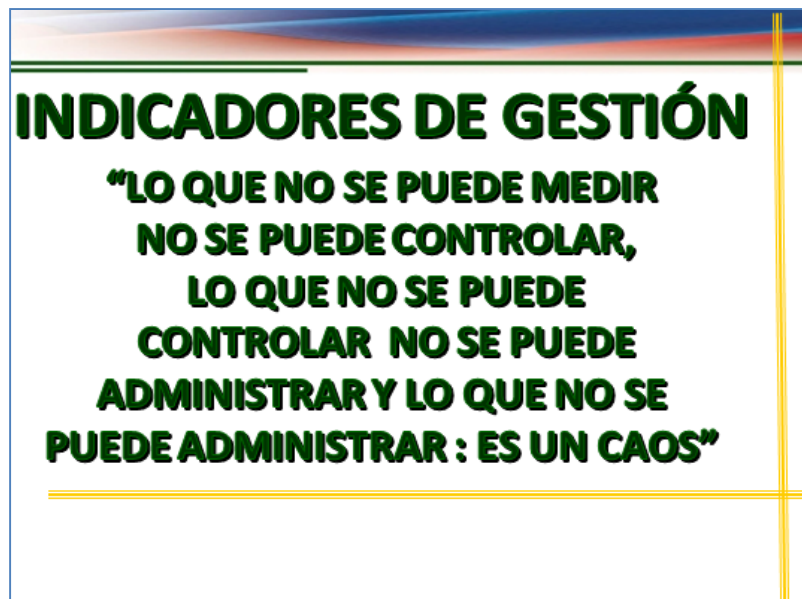 INDICADORES DE GESTIÓN
“LO QUE NO SE PUEDE MEDIR
NO SE PUEDE CONTROLAR,
LO QUE NO SE PUEDE
CONTROLAR NO SE PUEDE
ADMINISTRAR Y LO QUE NO SE
PUEDE ADMINISTRAR : ES UN CAOS”